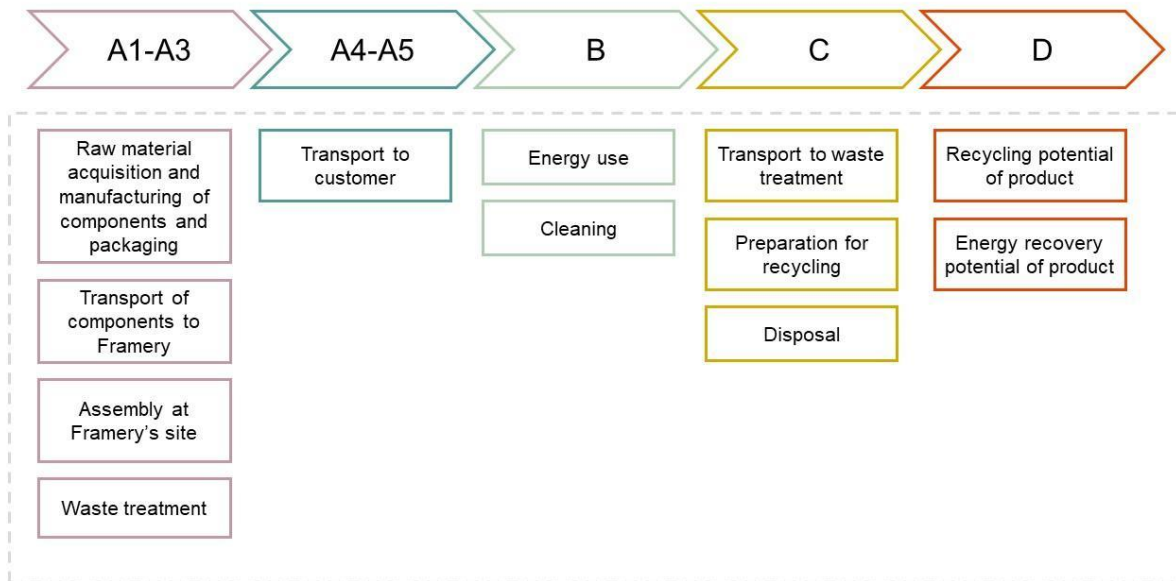 A1-A3
A4-A5
B
C
D
Raw material
acquisition and
manufacturing of
components and
packaging
Transport of
components to
Framery
Assembly at
Framery’s site
Waste treatment
Transport to
customer
Energy use
Cleaning
Transport to waste
treatment
Preparation for
recycling
Disposal
Recycling potential
of product
Energy recovery
potential of product